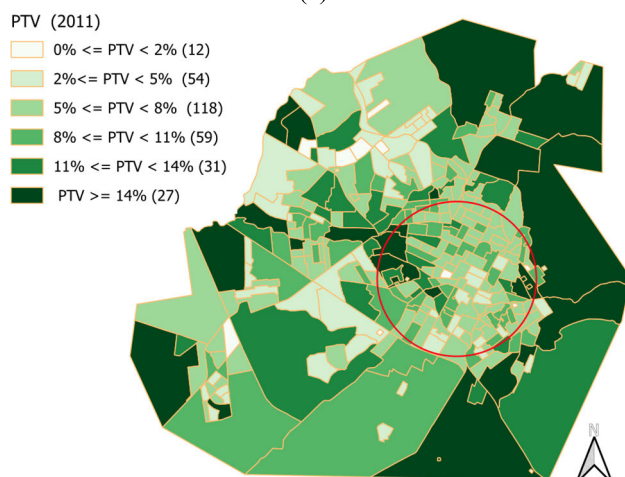 PTV (2011)
0% <= PTV < 2% (12)
2%<= PTV < 5% (54)
5% <= PTV < 8% (118)
8% <= PTV < 11% (59)
11% <= PTV < 14% (31)
PTV >= 14% (27)
N